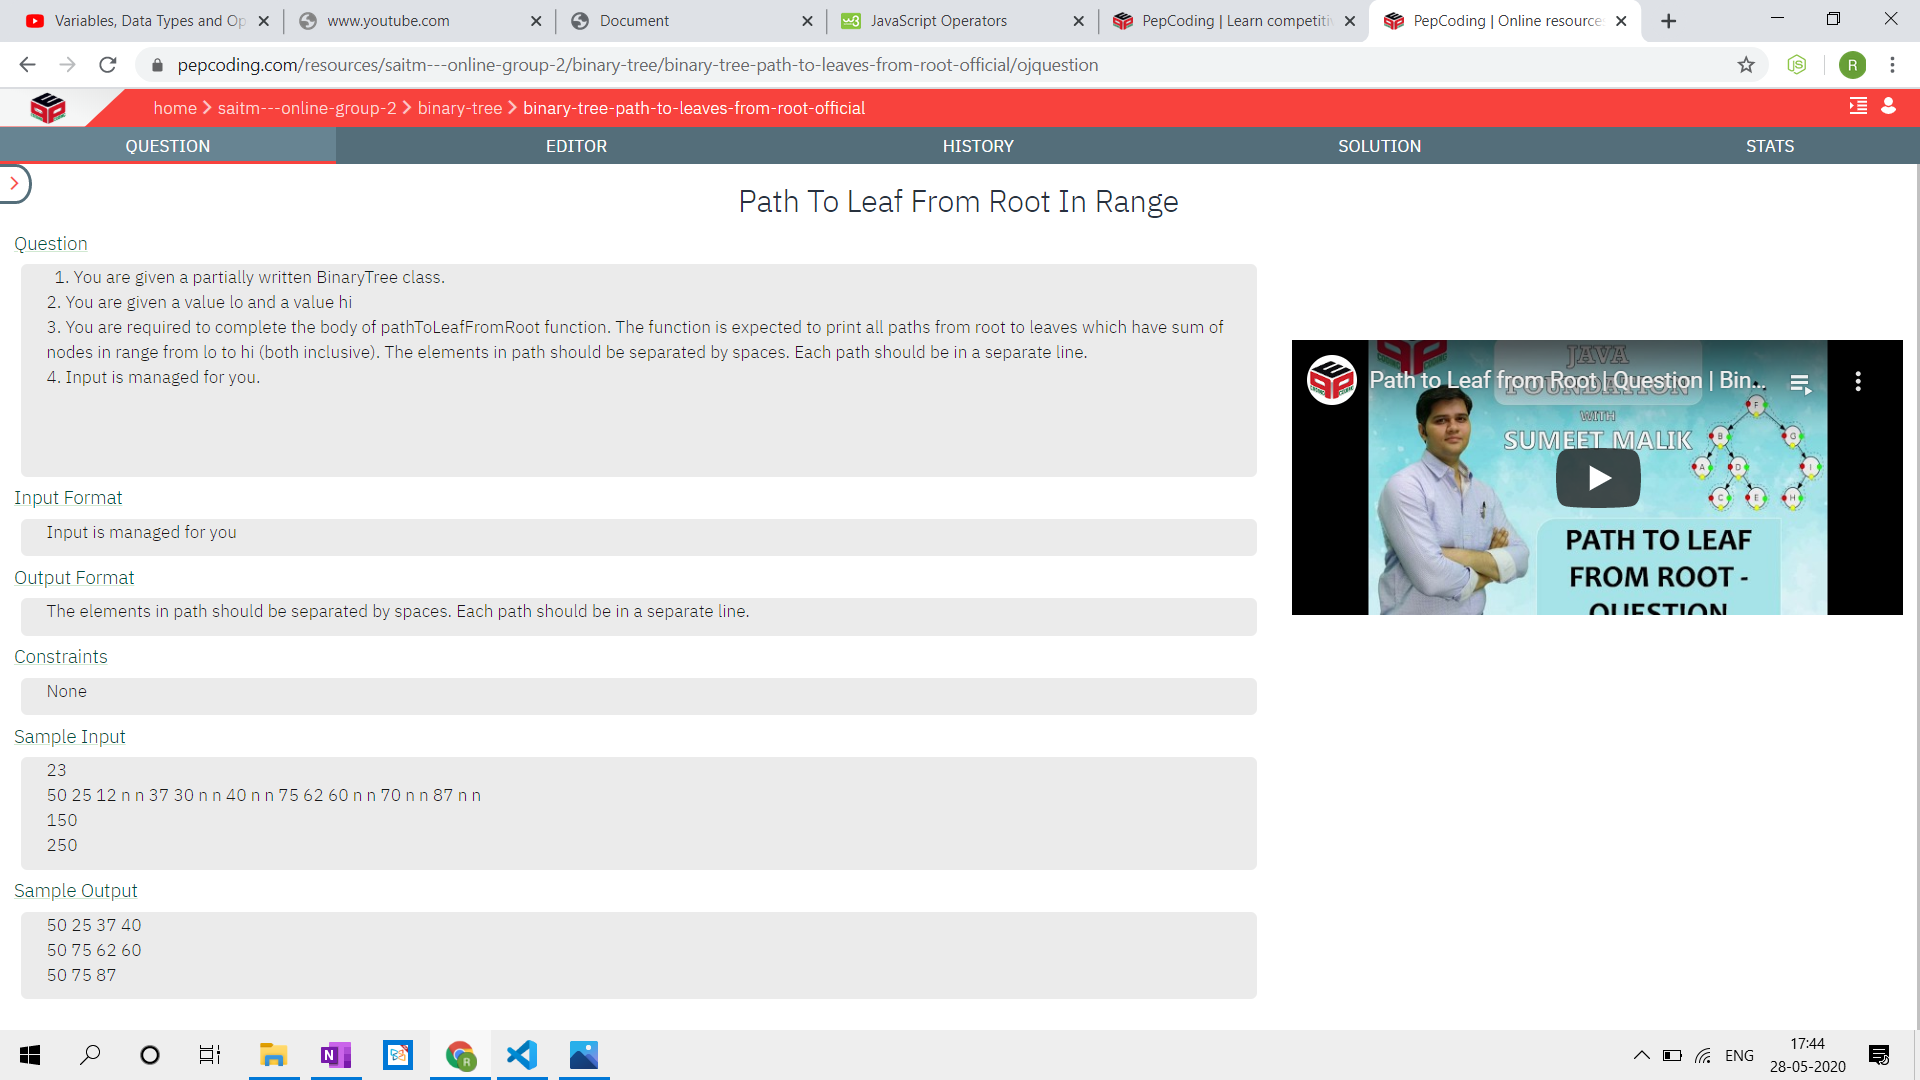 Variables, Data Types and Op
www.youtube.com
Document
JavaScript Operators
PepCoding | Learn competitiv
PepCoding | Online resource
pepcoding.com/resources/saitm---online-group-2/binary-tree/binary-tree-path-to-leaves-from-root-official/ojquestion
R
home > saitm---online-group-2 > binary-tree > binary-tree-path-to-leaves-from-root-official
QUESTION
EDITOR
HISTORY
SOLUTION
STATS
Path To Leaf From Root In Range
Question
1. You are given a partially written BinaryTree class.
2. You are given a value lo and a value hi
3. You are required to complete the body of pathToLeafFromRoot function. The function is expected to print all paths from root to leaves which have sum of
nodes in range from lo to hi (both inclusive). The elements in path should be separated by spaces. Each path should be in a separate line.
4. Input is managed for you.
Input Format
Input is managed for you
Output Format
The elements in path should be separated by spaces. Each path should be in a separate line.
Constraints
None
Sample Input
23
50 25 12 n n 37 30 n n 40 n n 75 62 60 n n 70 n n 87 n n
150
250
Sample Output
50 25 37 40
50 75 62 60
50 75 87
Path to Leaf from Root | Question | Bin...
JAVA
FOUNDATION
WITH
SUMEET MALIK
F
B
G
A
D
I
C
E
H
PATH TO LEAF
FROM ROOT -
QUESTION
ENG
17:44
28-05-2020